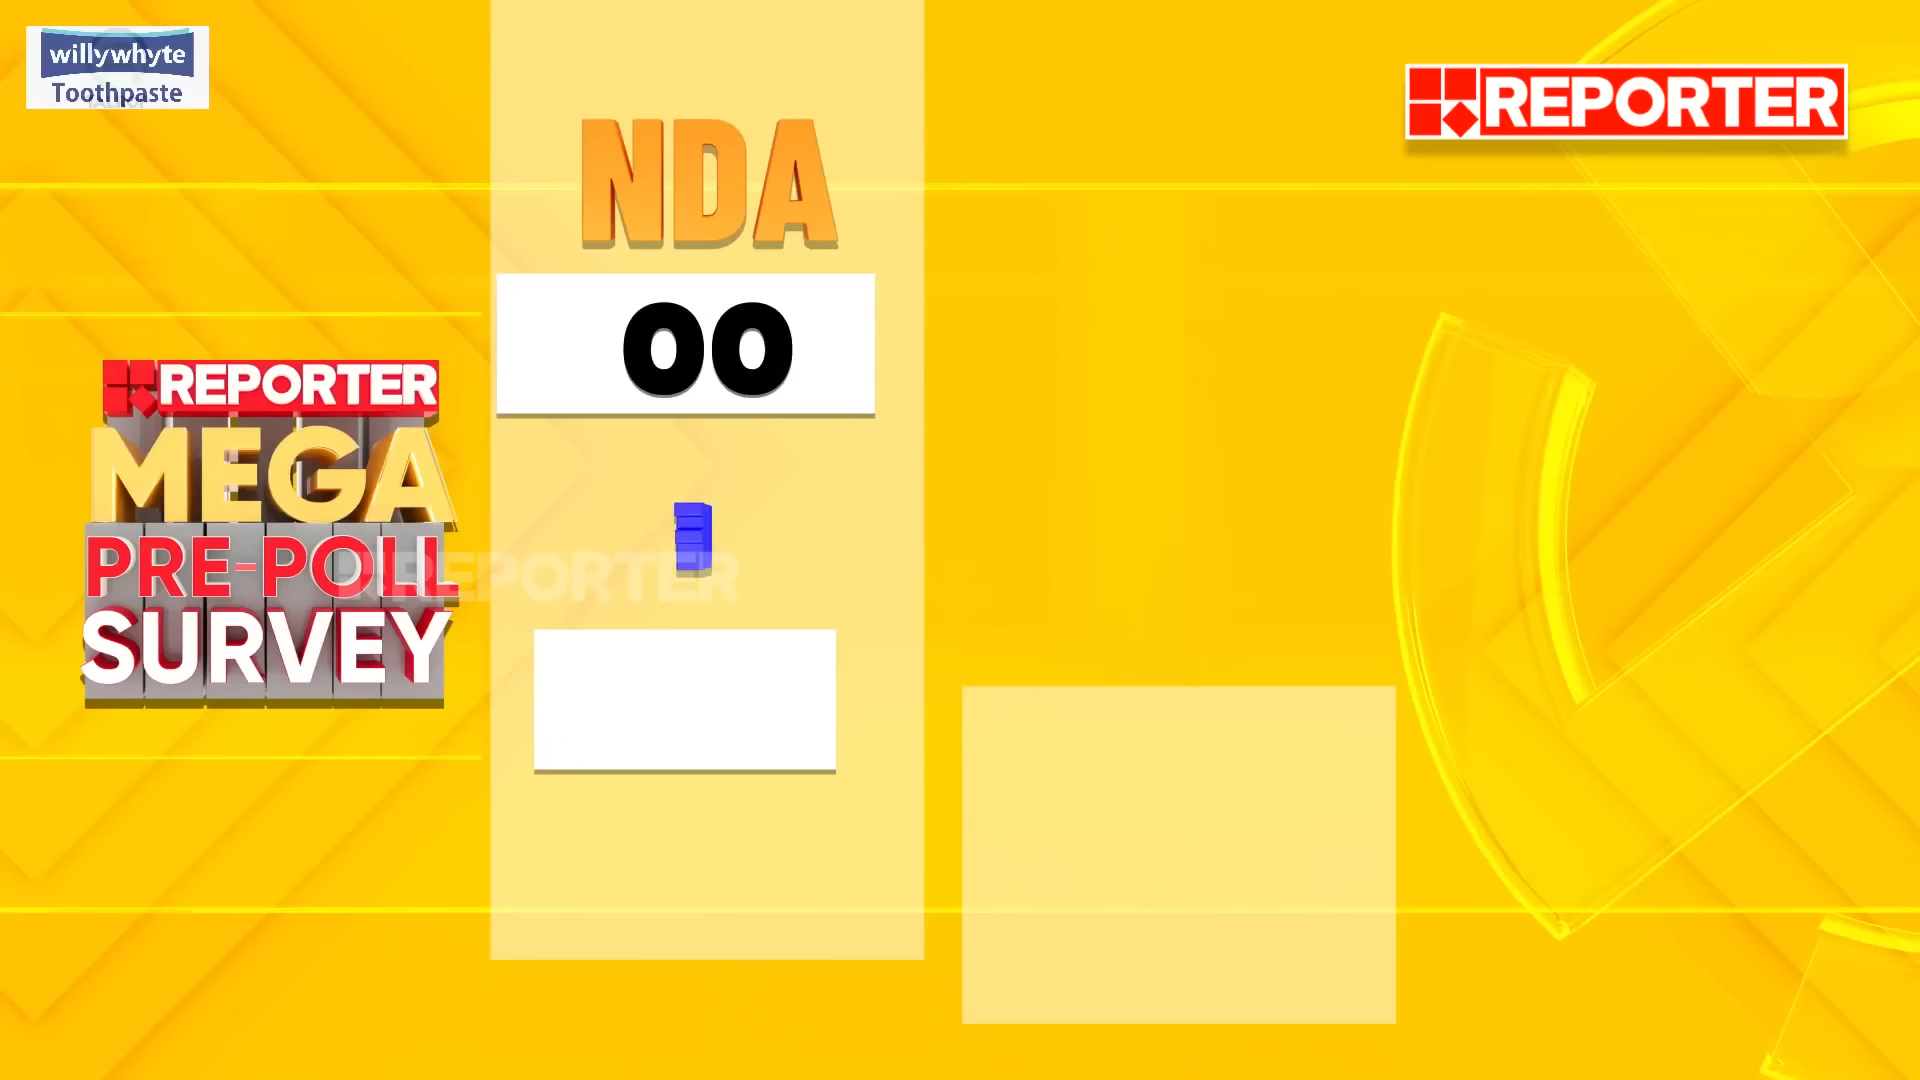 willywhyte
Toothpaste
REPORTER
NDA
00
REPORTER
MEGA
PRE-POLL
SURVEY
REPORTER